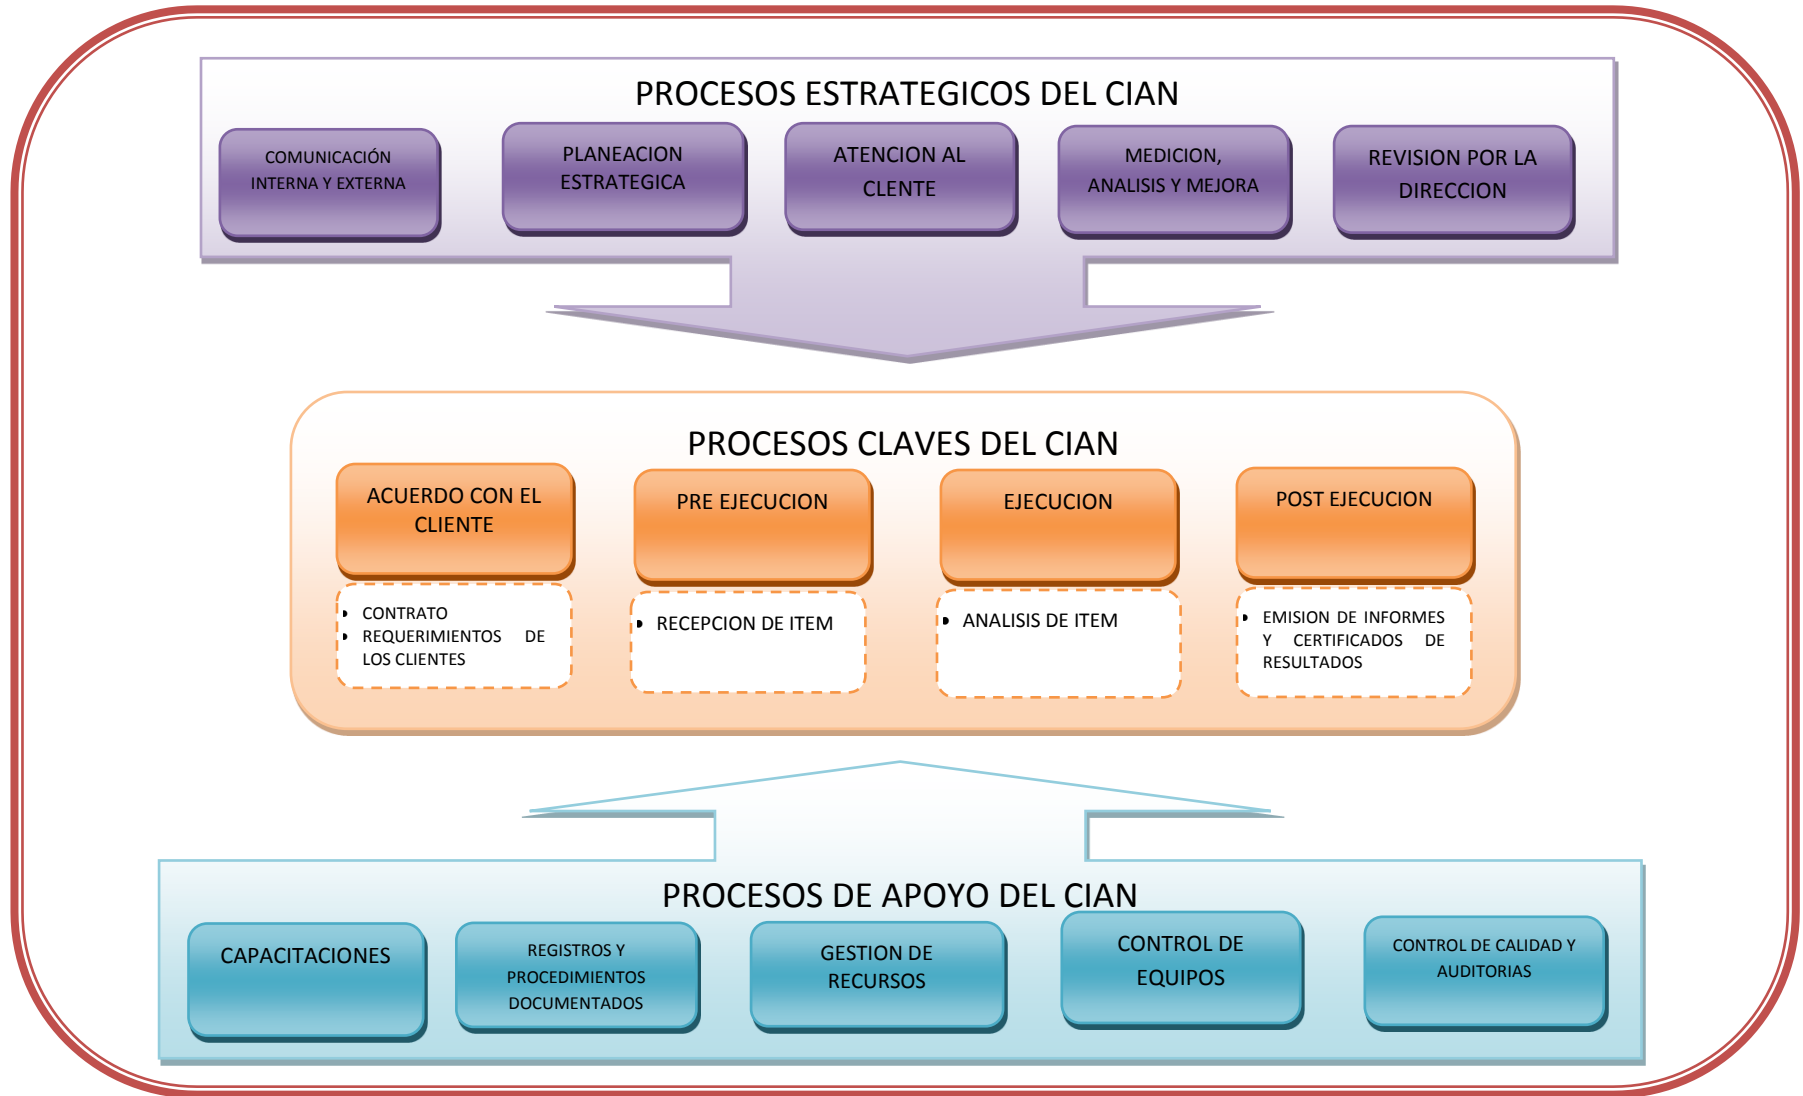 PROCESOS ESTRATEGICOS DEL CIAN
COMUNICACIÓN
INTERNA Y EXTERNA
PLANEACION
ESTRATEGICA
ATENCION AL
CLENTE
MEDICION,
ANALISIS Y MEJORA
REVISION POR LA
DIRECCION
PROCESOS CLAVES DEL CIAN
ACUERDO CON EL
CLIENTE
PRE EJECUCION
EJECUCION
POST EJECUCION
• CONTRATO
• REQUERIMIENTOS DE
LOS CLIENTES
• RECEPCION DE ITEM
• ANALISIS DE ITEM
• EMISION DE INFORMES
Y CERTIFICADOS DE
RESULTADOS
PROCESOS DE APOYO DEL CIAN
CAPACITACIONES
REGISTROS Y
PROCEDIMIENTOS
DOCUMENTADOS
GESTION DE
RECURSOS
CONTROL DE
EQUIPOS
CONTROL DE CALIDAD Y
AUDITORIAS